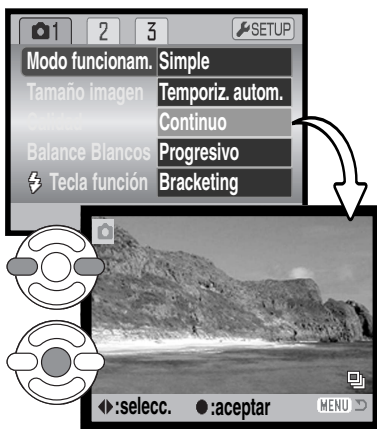 1 2 3 SETUP
Modo funcionam. Simple
Tamaño imagen Temporiz. autom.
Calidad Continuo
Balance Blancos Progresivo
Tecla función Bracketing
:selecc. :aceptar MENU